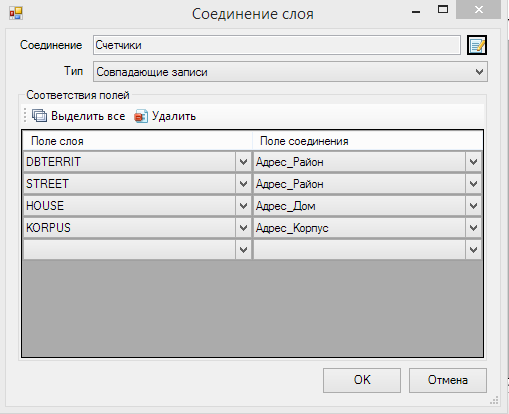 Соединение слоя
Соединение Счетчики
Тип Совпадающие записи
Соответствия полей
Выделить все Удалить
Поле слоя Поле соединения
DBTERRIT Адрес_Район
STREET Адрес_Район
HOUSE Адрес_Дом
KORPUS Адрес_Корпус
OK Отмена